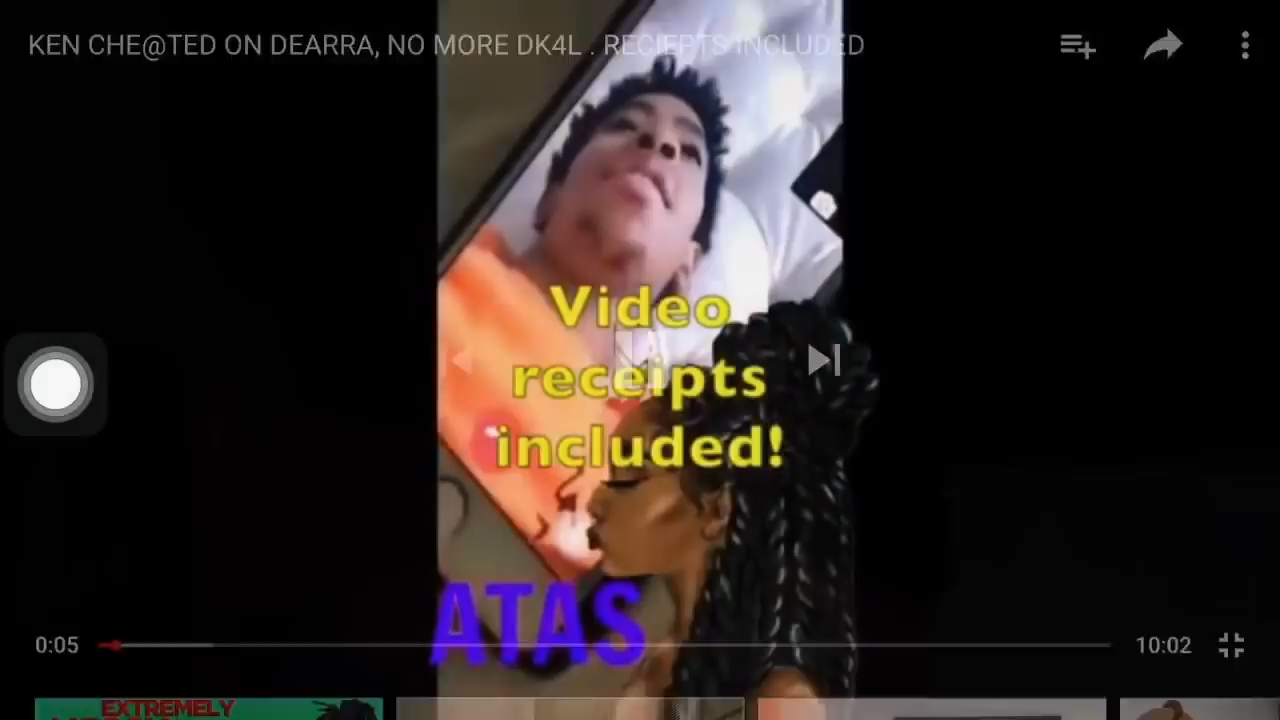 KEN CHE@TED ON DEARRA, NO MORE DK4L . RECIEPTS INCLUDED
Video
receipts
included!
ATAS
0:05
10:02
EXTREMELY